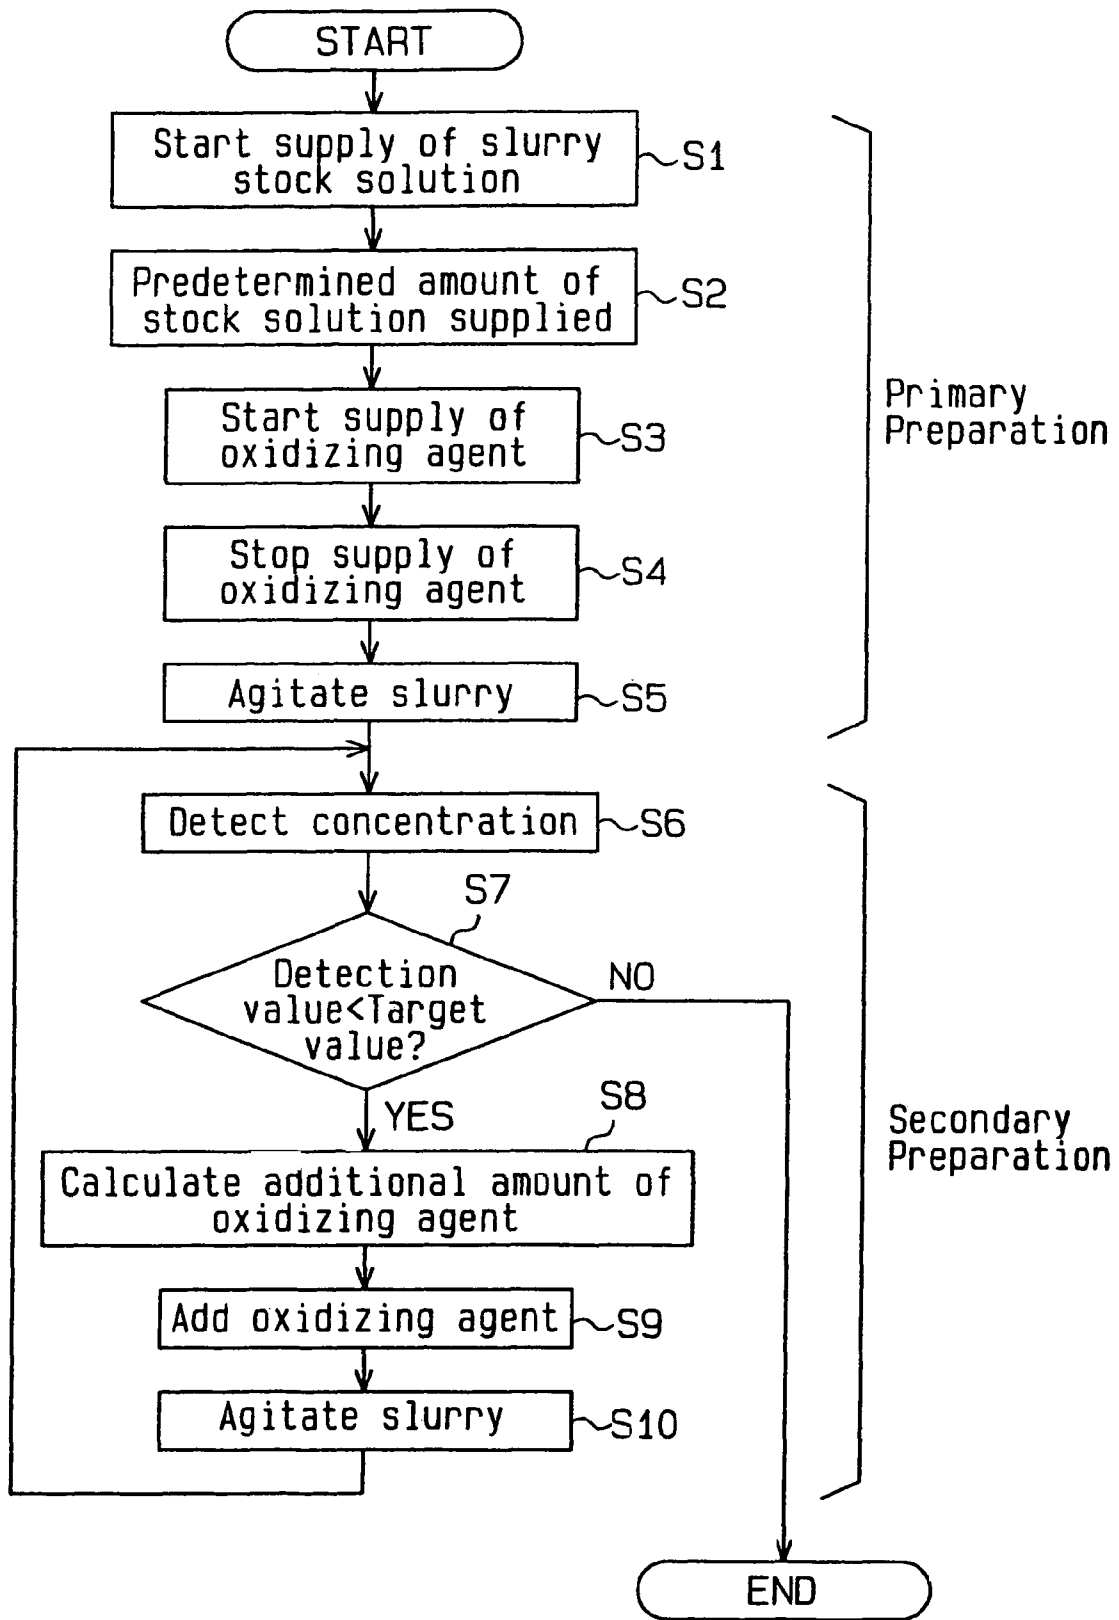 START
Start supply of slurry
stock solution
S1
Predetermined amount of
stock solution supplied
S2
Start supply of
oxidizing agent
S3
Stop supply of
oxidizing agent
S4
Agitate slurry
S5
Primary
Preparation
Detect concentration
S6
S7
Detection
value<Target
value?
NO
YES
S8
Calculate additional amount of
oxidizing agent
Add oxidizing agent
S9
Agitate slurry
S10
Secondary
Preparation
END